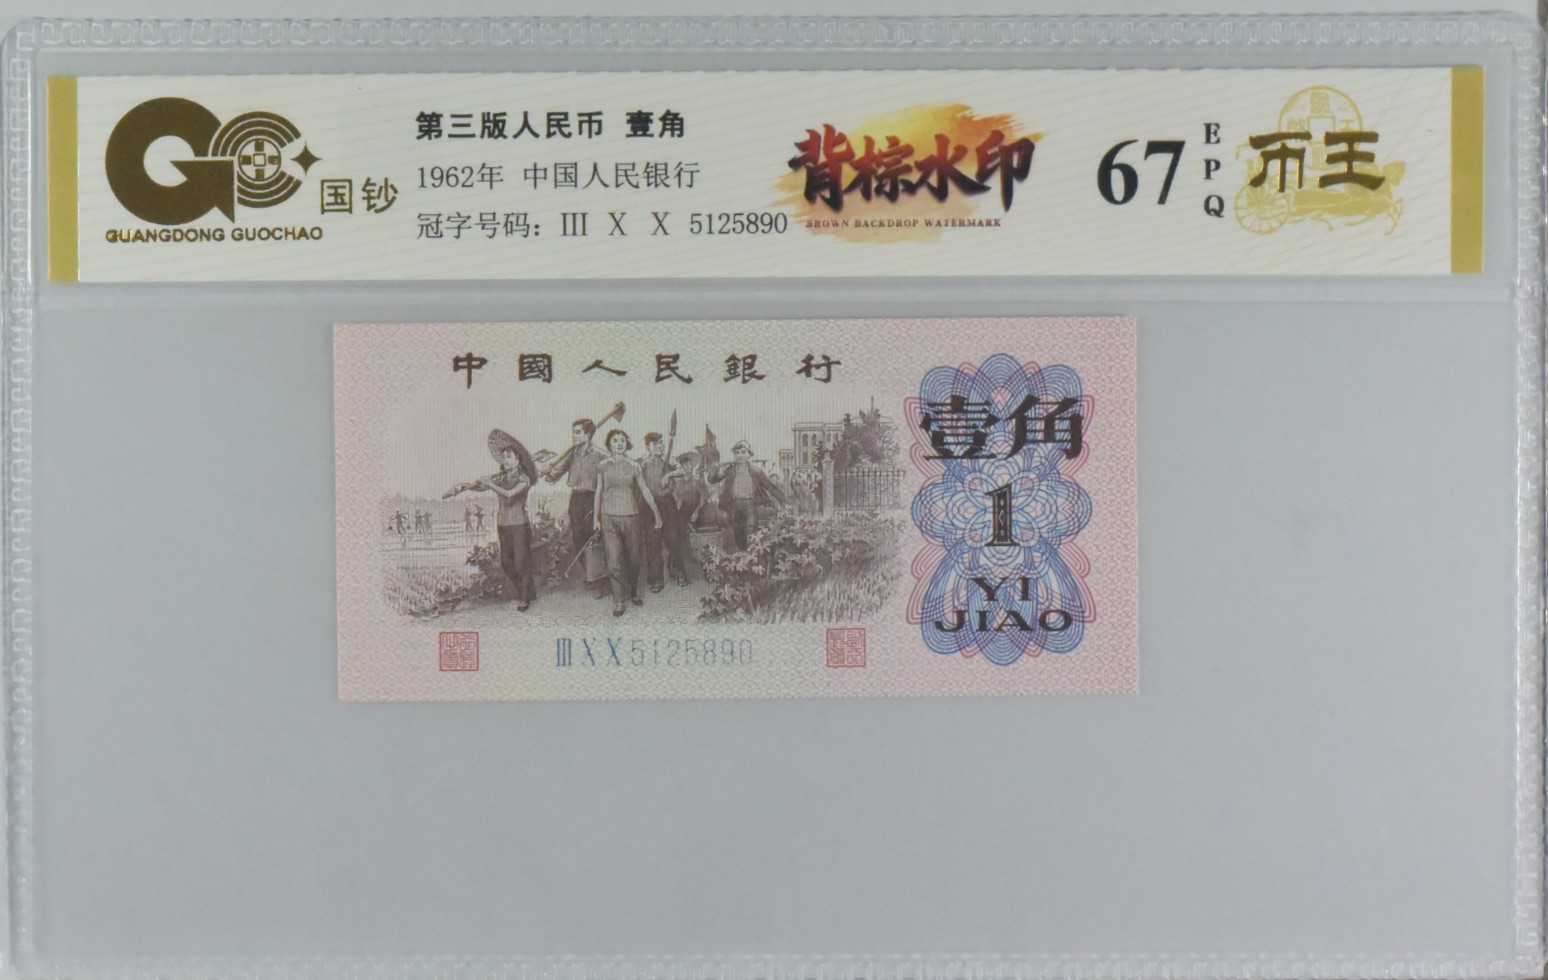 国钞
GUANGDONG GUOCHAO
第三版人民币 壹角
1962年 中国人民银行
冠字号码：Ⅲ X X 5125890
背棕水印
BROWN BACKDROP WATERMARK
67
EPQ
币王
中國人民銀行
壹角
1
YI
JIAO
Ⅲ X X 5125890